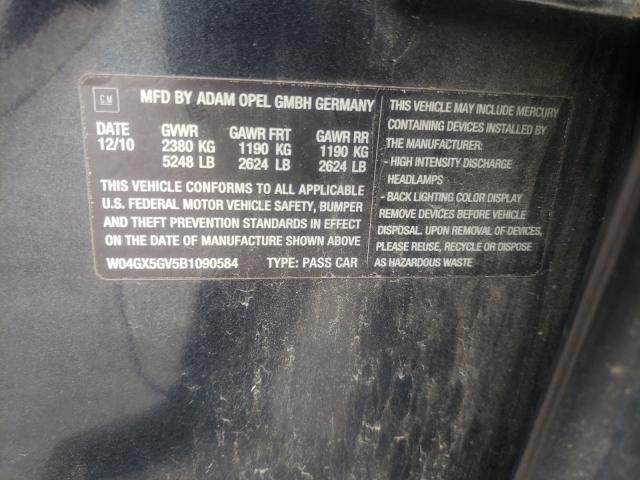 GM
MFD BY ADAM OPEL GMBH GERMANY
DATE GVWR GAWR FRT GAWR RR
12/10 2380 KG 1190 KG 1190 KG
5248 LB 2624 LB 2624 LB
THIS VEHICLE CONFORMS TO ALL APPLICABLE
U.S. FEDERAL MOTOR VEHICLE SAFETY, BUMPER
AND THEFT PREVENTION STANDARDS IN EFFECT
ON THE DATE OF MANUFACTURE SHOWN ABOVE
W04GX5GV5B1090584 TYPE: PASS CAR
THIS VEHICLE MAY INCLUDE MERCURY
CONTAINING DEVICES INSTALLED BY
THE MANUFACTURER:
- HIGH INTENSITY DISCHARGE
HEADLAMPS
- BACK LIGHTING COLOR DISPLAY
REMOVE DEVICES BEFORE VEHICLE
DISPOSAL. UPON REMOVAL OF DEVICES,
PLEASE REUSE, RECYCLE OR DISPOSE
AS HAZARDOUS WASTE